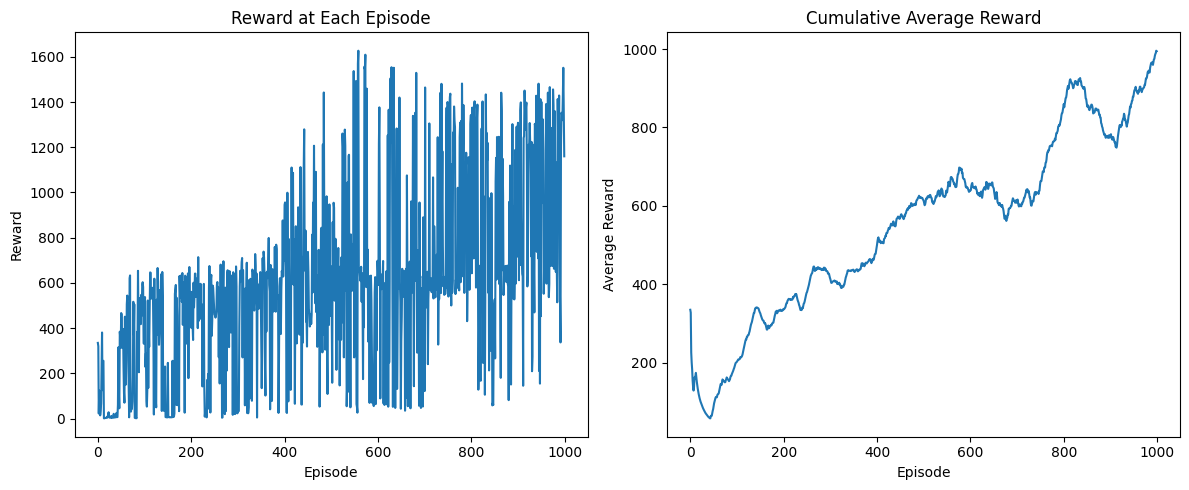 Reward at Each Episode
Reward
1600
1400
1200
1000
800
600
400
200
0
0 200 400 600 800 1000
Episode
Cumulative Average Reward
Average Reward
1000
800
600
400
200
0 200 400 600 800 1000
Episode